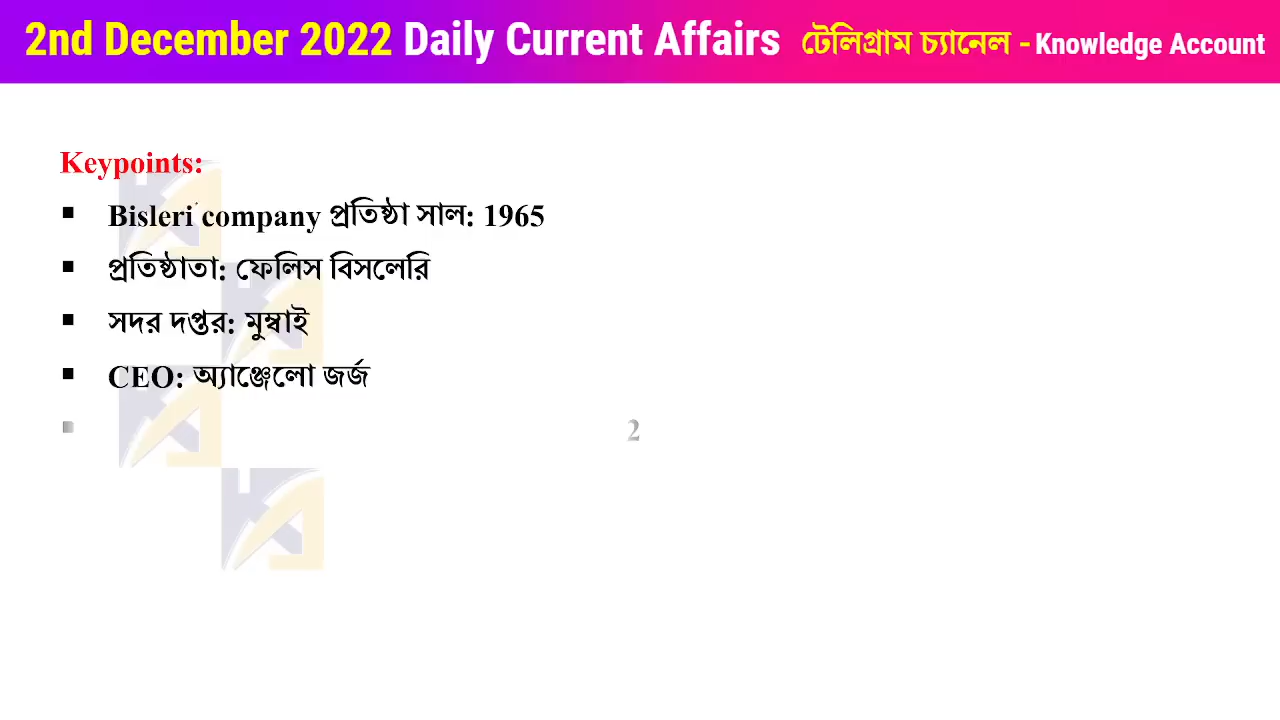 2nd December 2022 Daily Current Affairs টেলিগ্রাম চ্যানেল - Knowledge Account
Keypoints:
▪ Bisleri company প্রতিষ্ঠা সাল: 1965
▪ প্রতিষ্ঠাতা: ফেলিস বিসলেরি
▪ সদর দপ্তর: মুম্বাই
▪ CEO: অ্যাঞ্জেলো জর্জ
▪ 2